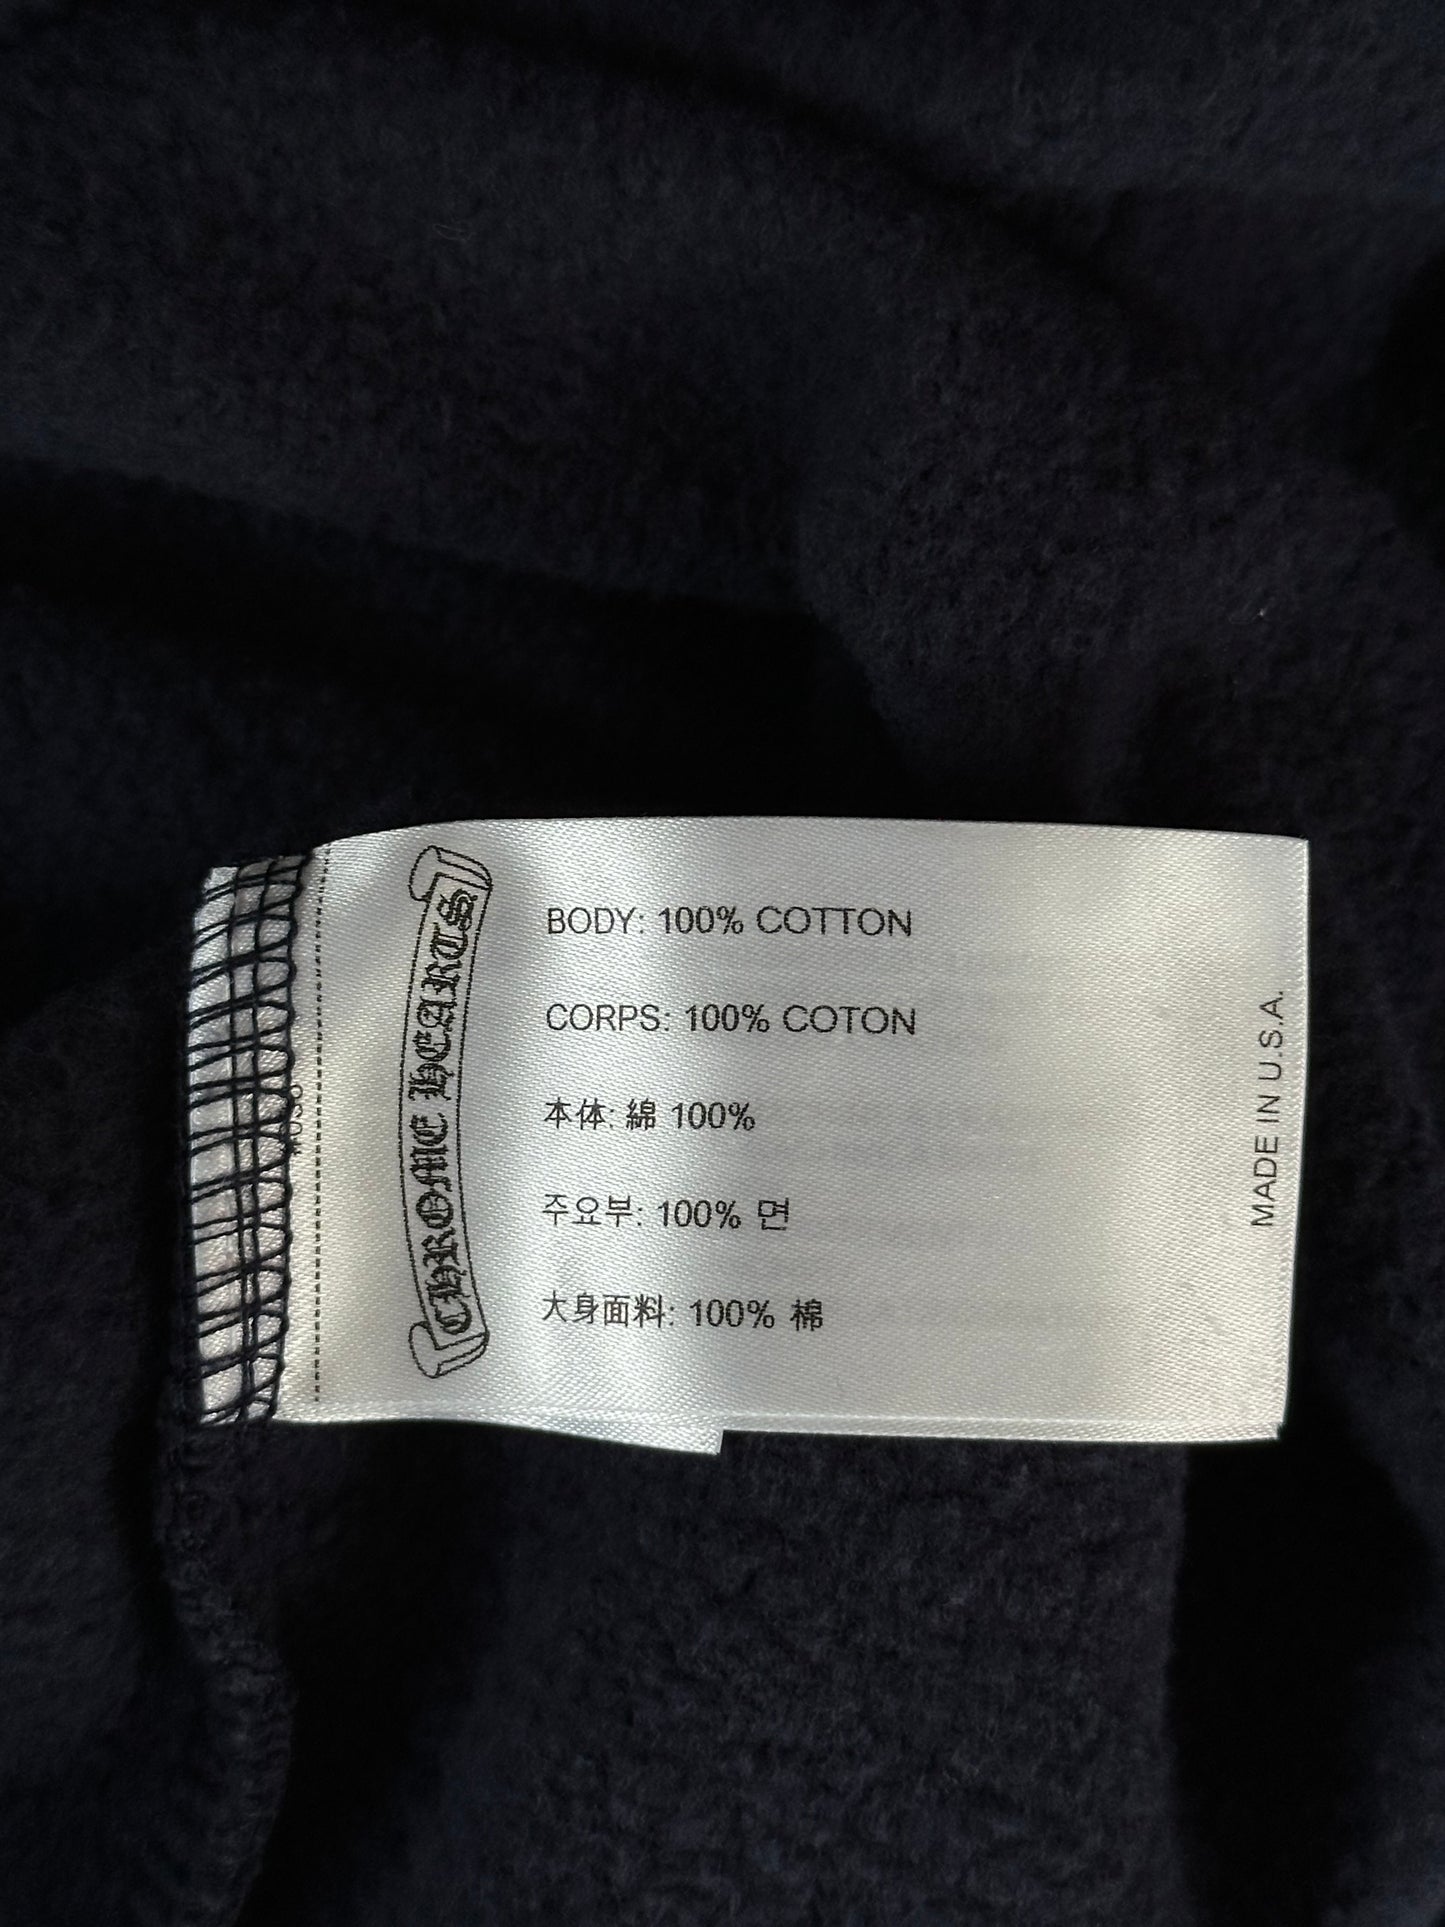 CHROME HEARTS
BODY: 100% COTTON
CORPS: 100% COTON
本体: 綿 100%
주요부: 100% 면
大身面料: 100% 棉
MADE IN U.S.A.